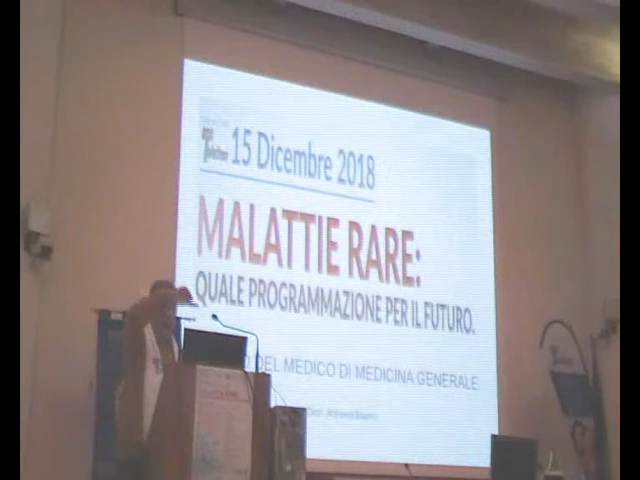 15 Dicembre 2018
MALATTIE RARE:
QUALE PROGRAMMAZIONE PER IL FUTURO.
DEL MEDICO DI MEDICINA GENERALE